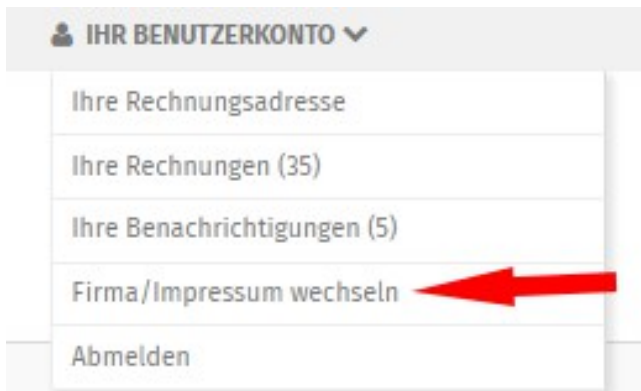 IHR BENUTZERKONTO
Ihre Rechnungsadresse
Ihre Rechnungen (35)
Ihre Benachrichtigungen (5)
Firma/Impressum wechseln
Abmelden